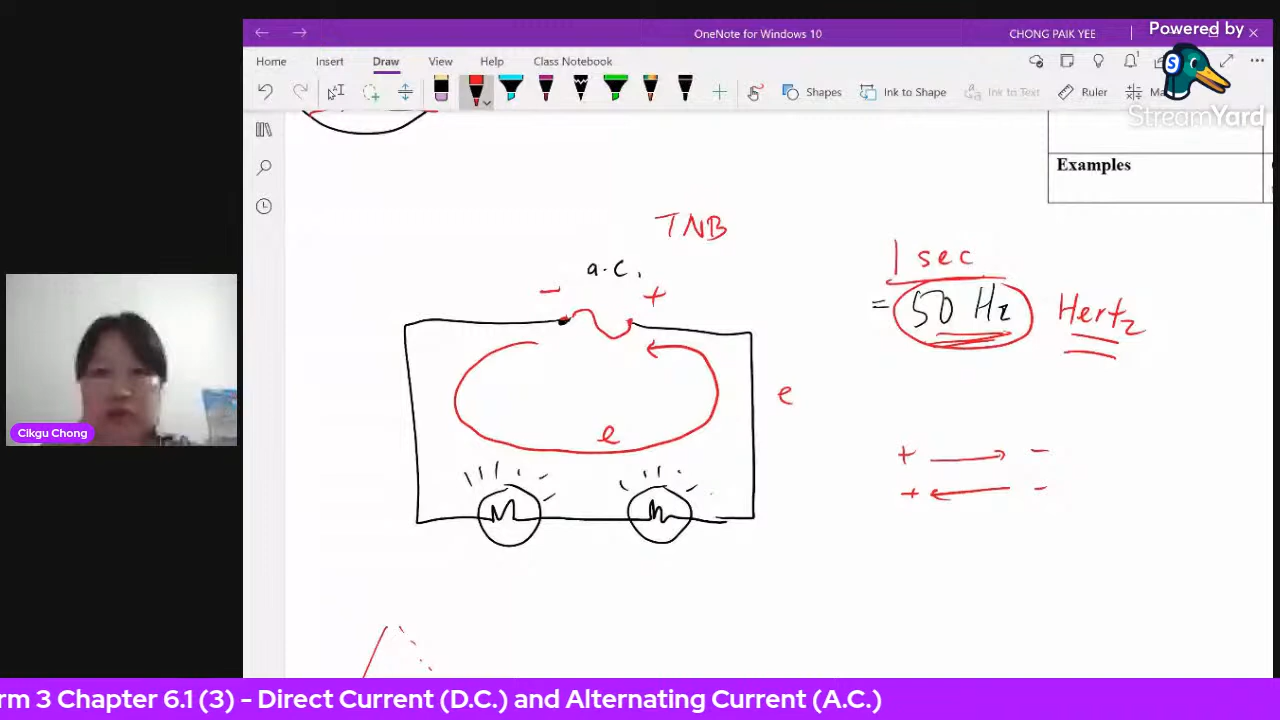 OneNote for Windows 10
CHONG PAIK YEE
Powered by
StreamYard
Home Insert Draw View Help Class Notebook
Shapes Ink to Shape Ink to Text Ruler Ma
Examples
TNB
a.c.
- +
1 sec
= 50 Hz Hertz
e
e
+ → -
+ ← -
Cikgu Chong
rm 3 Chapter 6.1 (3) - Direct Current (D.C.) and Alternating Current (A.C.)